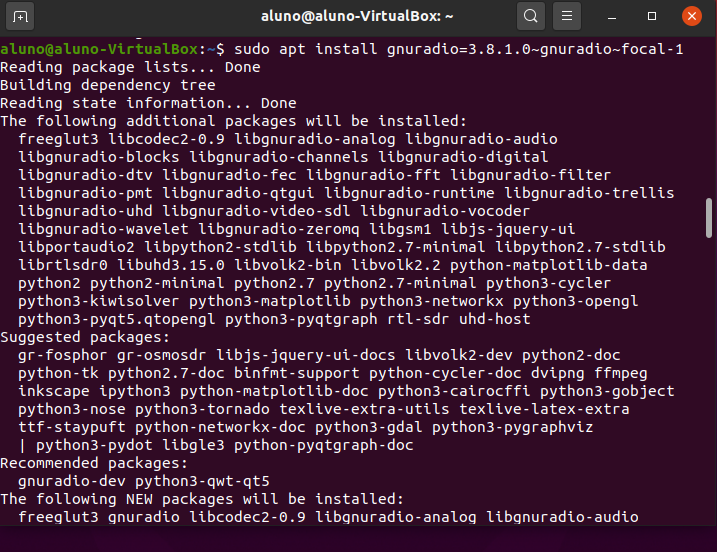 aluno@aluno-VirtualBox: ~
aluno@aluno-VirtualBox:~$ sudo apt install gnuradio=3.8.1.0~gnuradio~focal-1
Reading package lists... Done
Building dependency tree
Reading state information... Done
The following additional packages will be installed:
freeglut3 libcodec2-0.9 libgnuradio-analog libgnuradio-audio
libgnuradio-blocks libgnuradio-channels libgnuradio-digital
libgnuradio-dtv libgnuradio-fec libgnuradio-fft libgnuradio-filter
libgnuradio-pmt libgnuradio-qtgui libgnuradio-runtime libgnuradio-trellis
libgnuradio-uhd libgnuradio-video-sdl libgnuradio-vocoder
libgnuradio-wavelet libgnuradio-zeromq libgsm1 libjs-jquery-ui
libportaudio2 libpython2-stdlib libpython2.7-minimal libpython2.7-stdlib
librtlsdr0 libuhd3.15.0 libvolk2-bin libvolk2.2 python-matplotlib-data
python2 python2-minimal python2.7 python2.7-minimal python3-cycler
python3-kiwisolver python3-matplotlib python3-networkx python3-opengl
python3-pyqt5.qtopengl python3-pyqtgraph rtl-sdr uhd-host
Suggested packages:
gr-fosphor gr-osmosdr libjs-jquery-ui-docs libvolk2-dev python2-doc
python-tk python2.7-doc binfmt-support python-cycler-doc dvipng ffmpeg
inkscape ipython3 python-matplotlib-doc python3-cairocffi python3-gobject
python3-nose python3-tornado texlive-extra-utils texlive-latex-extra
ttf-staypuft python-networkx-doc python3-gdal python3-pygraphviz
| python3-pydot libgle3 python-pyqtgraph-doc
Recommended packages:
gnuradio-dev python3-qwt-qt5
The following NEW packages will be installed:
freeglut3 gnuradio libcodec2-0.9 libgnuradio-analog libgnuradio-audio